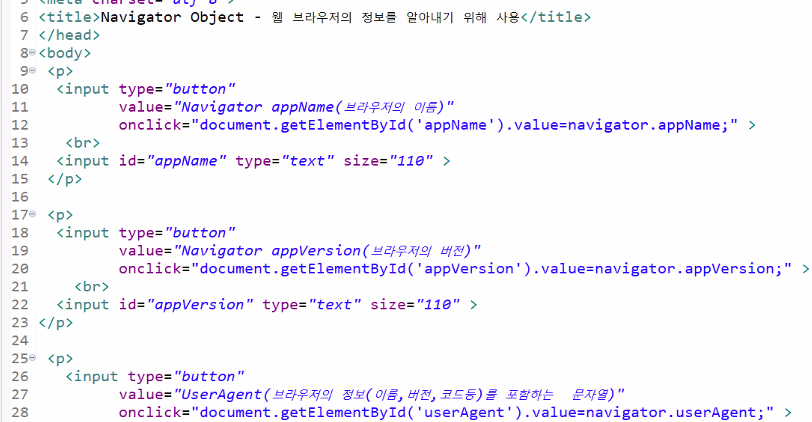 5 <meta charset="utf-8">
6 <title>Navigator Object - 웹 브라우저의 정보를 알아내기 위해 사용</title>
7 </head>
8 <body>
9 <p>
10 <input type="button"
11 value="Navigator appName(브라우저의 이름)"
12 onclick="document.getElementById('appName').value=navigator.appName;" >
13 <br>
14 <input id="appName" type="text" size="110" >
15 </p>
16
17 <p>
18 <input type="button"
19 value="Navigator appVersion(브라우저의 버전)"
20 onclick="document.getElementById('appVersion').value=navigator.appVersion;" >
21 <br>
22 <input id="appVersion" type="text" size="110" >
23 </p>
24
25 <p>
26 <input type="button"
27 value="UserAgent(브라우저의 정보(이름,버전,코드등)를 포함하는 문자열)"
28 onclick="document.getElementById('userAgent').value=navigator.userAgent;" >